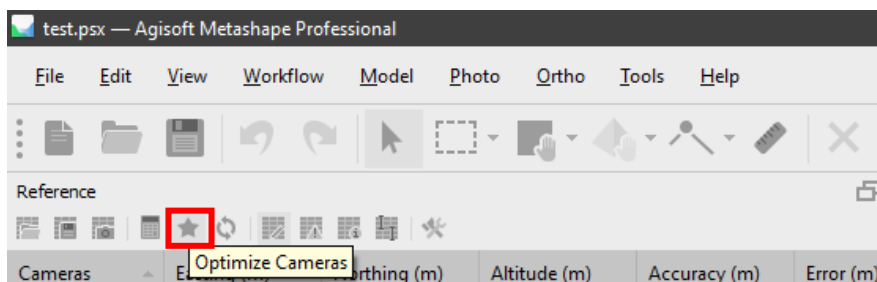 test.psx — Agisoft Metashape Professional
File Edit View Workflow Model Photo Ortho Tools Help
Reference
Optimize Cameras
Cameras Altitude (m) Accuracy (m) Error (m)